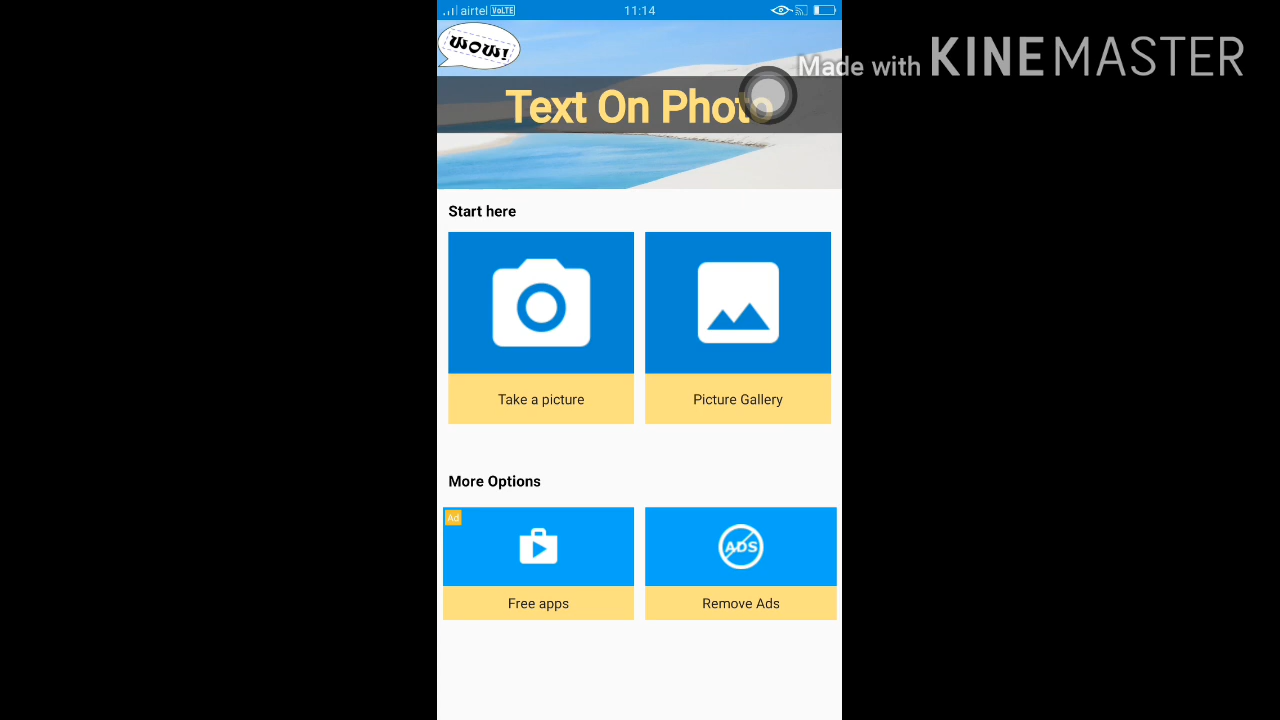 airtel VoLTE 11:14
WOW!
Made with KINEMASTER
Text On Photo
Start here
Take a picture Picture Gallery
More Options
Ad
ADS
Free apps Remove Ads